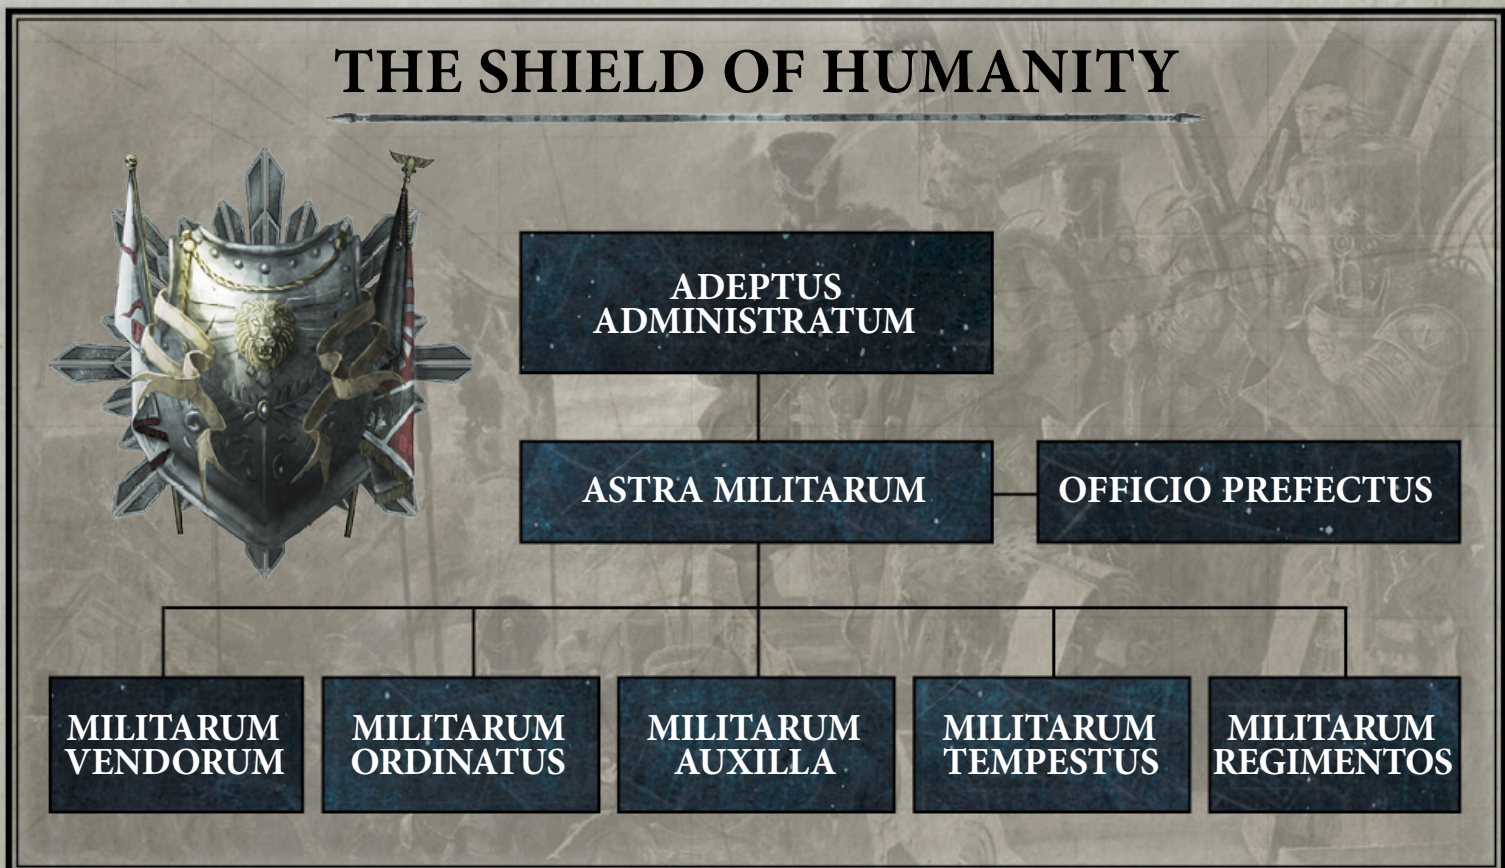 THE SHIELD OF HUMANITY
ADEPTUS
ADMINISTRATUM
ASTRA MILITARUM
OFFICIO PREFECTUS
MILITARUM
VENDORUM
MILITARUM
ORDINATUS
MILITARUM
AUXILLA
MILITARUM
TEMPESTUS
MILITARUM
REGIMENTOS